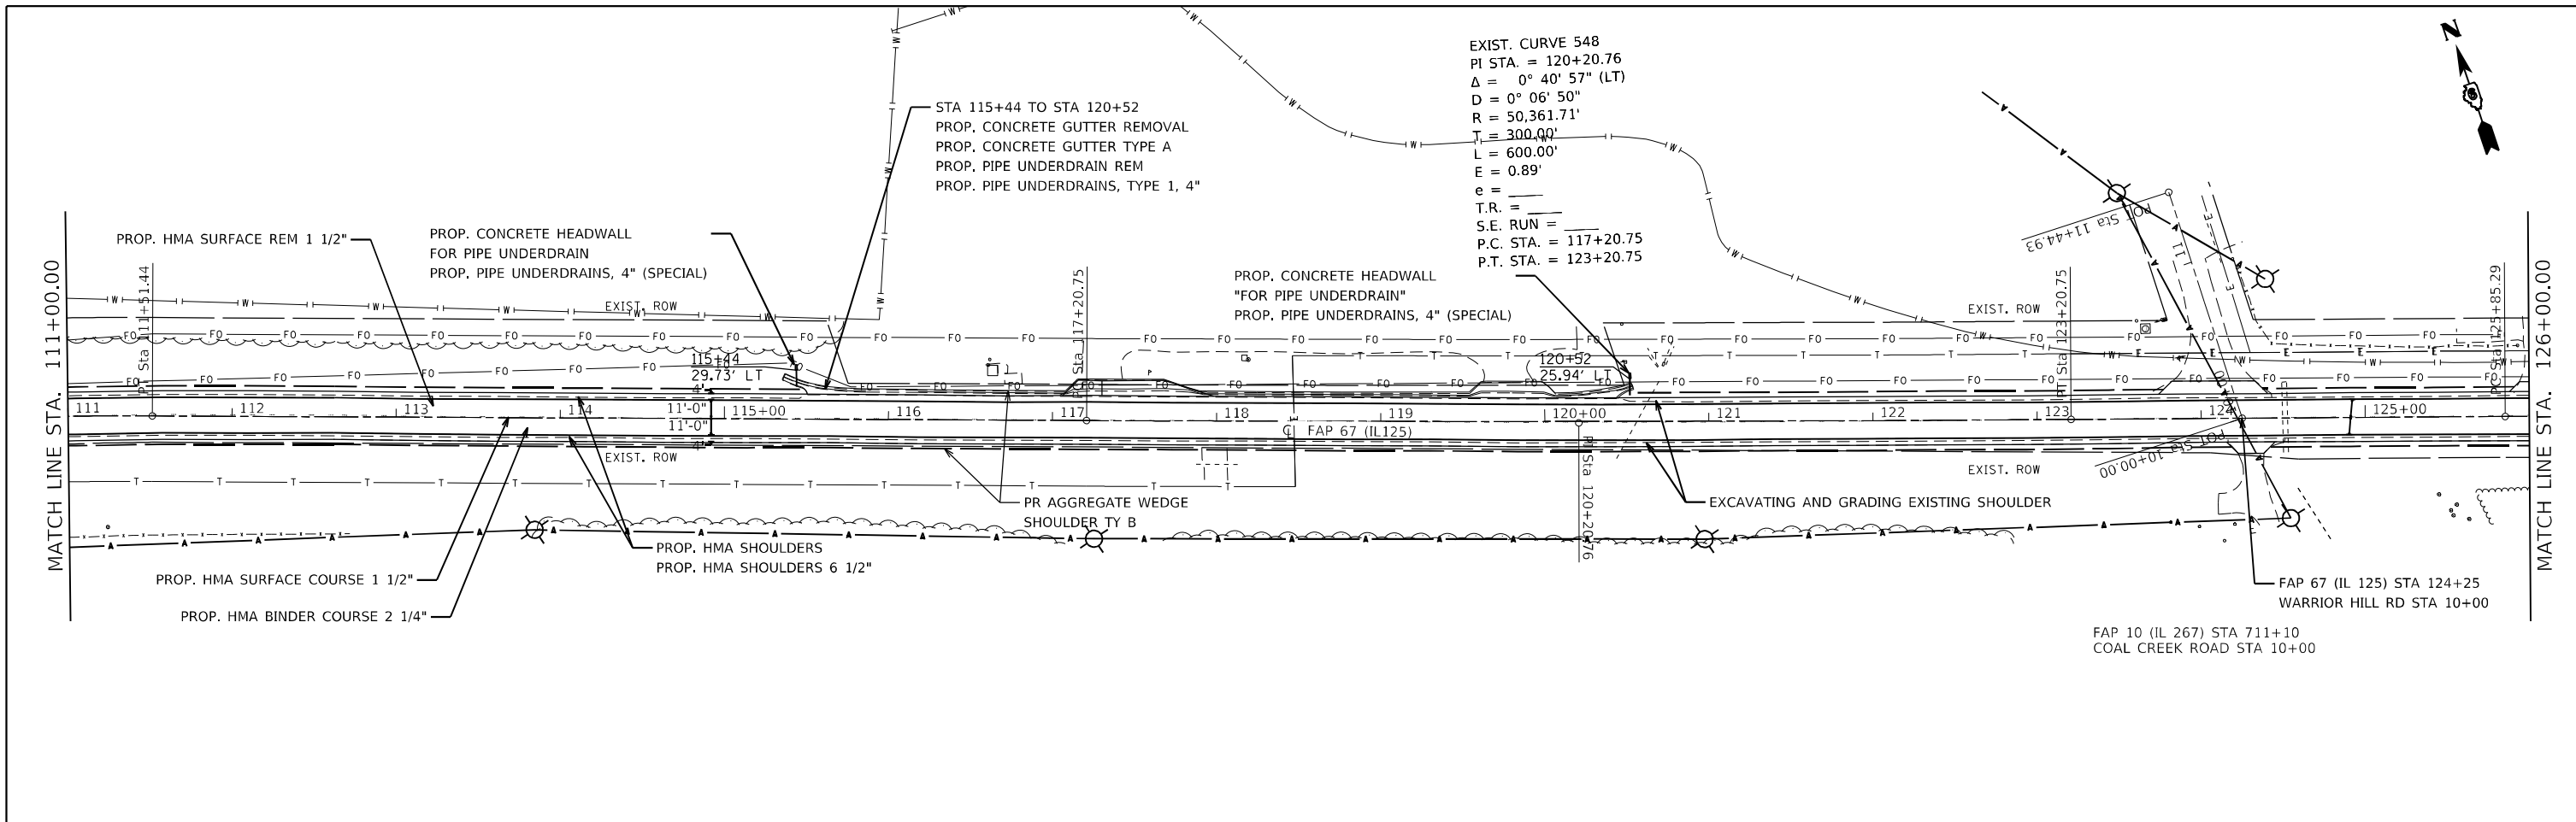 N
EXIST. CURVE 548
PI STA. = 120+20.76
Δ = 0° 40' 57" (LT)
D = 0° 06' 50"
R = 50,361.71'
T = 300.00'
L = 600.00'
E = 0.89'
e = ____
T.R. = ____
S.E. RUN = ____
P.C. STA. = 117+20.75
P.T. STA. = 123+20.75
STA 115+44 TO STA 120+52
PROP. CONCRETE GUTTER REMOVAL
PROP. CONCRETE GUTTER TYPE A
PROP. PIPE UNDERDRAIN REM
PROP. PIPE UNDERDRAINS, TYPE 1, 4"
PROP. HMA SURFACE REM 1 1/2"
PROP. CONCRETE HEADWALL
FOR PIPE UNDERDRAIN
PROP. PIPE UNDERDRAINS, 4" (SPECIAL)
PROP. CONCRETE HEADWALL
"FOR PIPE UNDERDRAIN"
PROP. PIPE UNDERDRAINS, 4" (SPECIAL)
MATCH LINE STA. 111+00.00
PT Sta 111+51.44
EXIST. ROW
PC Sta 117+20.75
EXIST. ROW
PT Sta 123+20.75
POT Sta 11+44.93
PC Sta 125+85.29
MATCH LINE STA. 126+00.00
115+44
29.73' LT
120+52
25.94' LT
4'
11'-0"
11'-0"
4'
111
112
113
114
115+00
116
117
118
119
120+00
121
122
123
124
125+00
℄ FAP 67 (IL125)
EXIST. ROW
EXIST. ROW
PI Sta 120+20.76
POT Sta 10+00.00
PR AGGREGATE WEDGE
SHOULDER TY B
EXCAVATING AND GRADING EXISTING SHOULDER
PROP. HMA SHOULDERS
PROP. HMA SHOULDERS 6 1/2"
PROP. HMA SURFACE COURSE 1 1/2"
PROP. HMA BINDER COURSE 2 1/4"
FAP 67 (IL 125) STA 124+25
WARRIOR HILL RD STA 10+00
FAP 10 (IL 267) STA 711+10
COAL CREEK ROAD STA 10+00